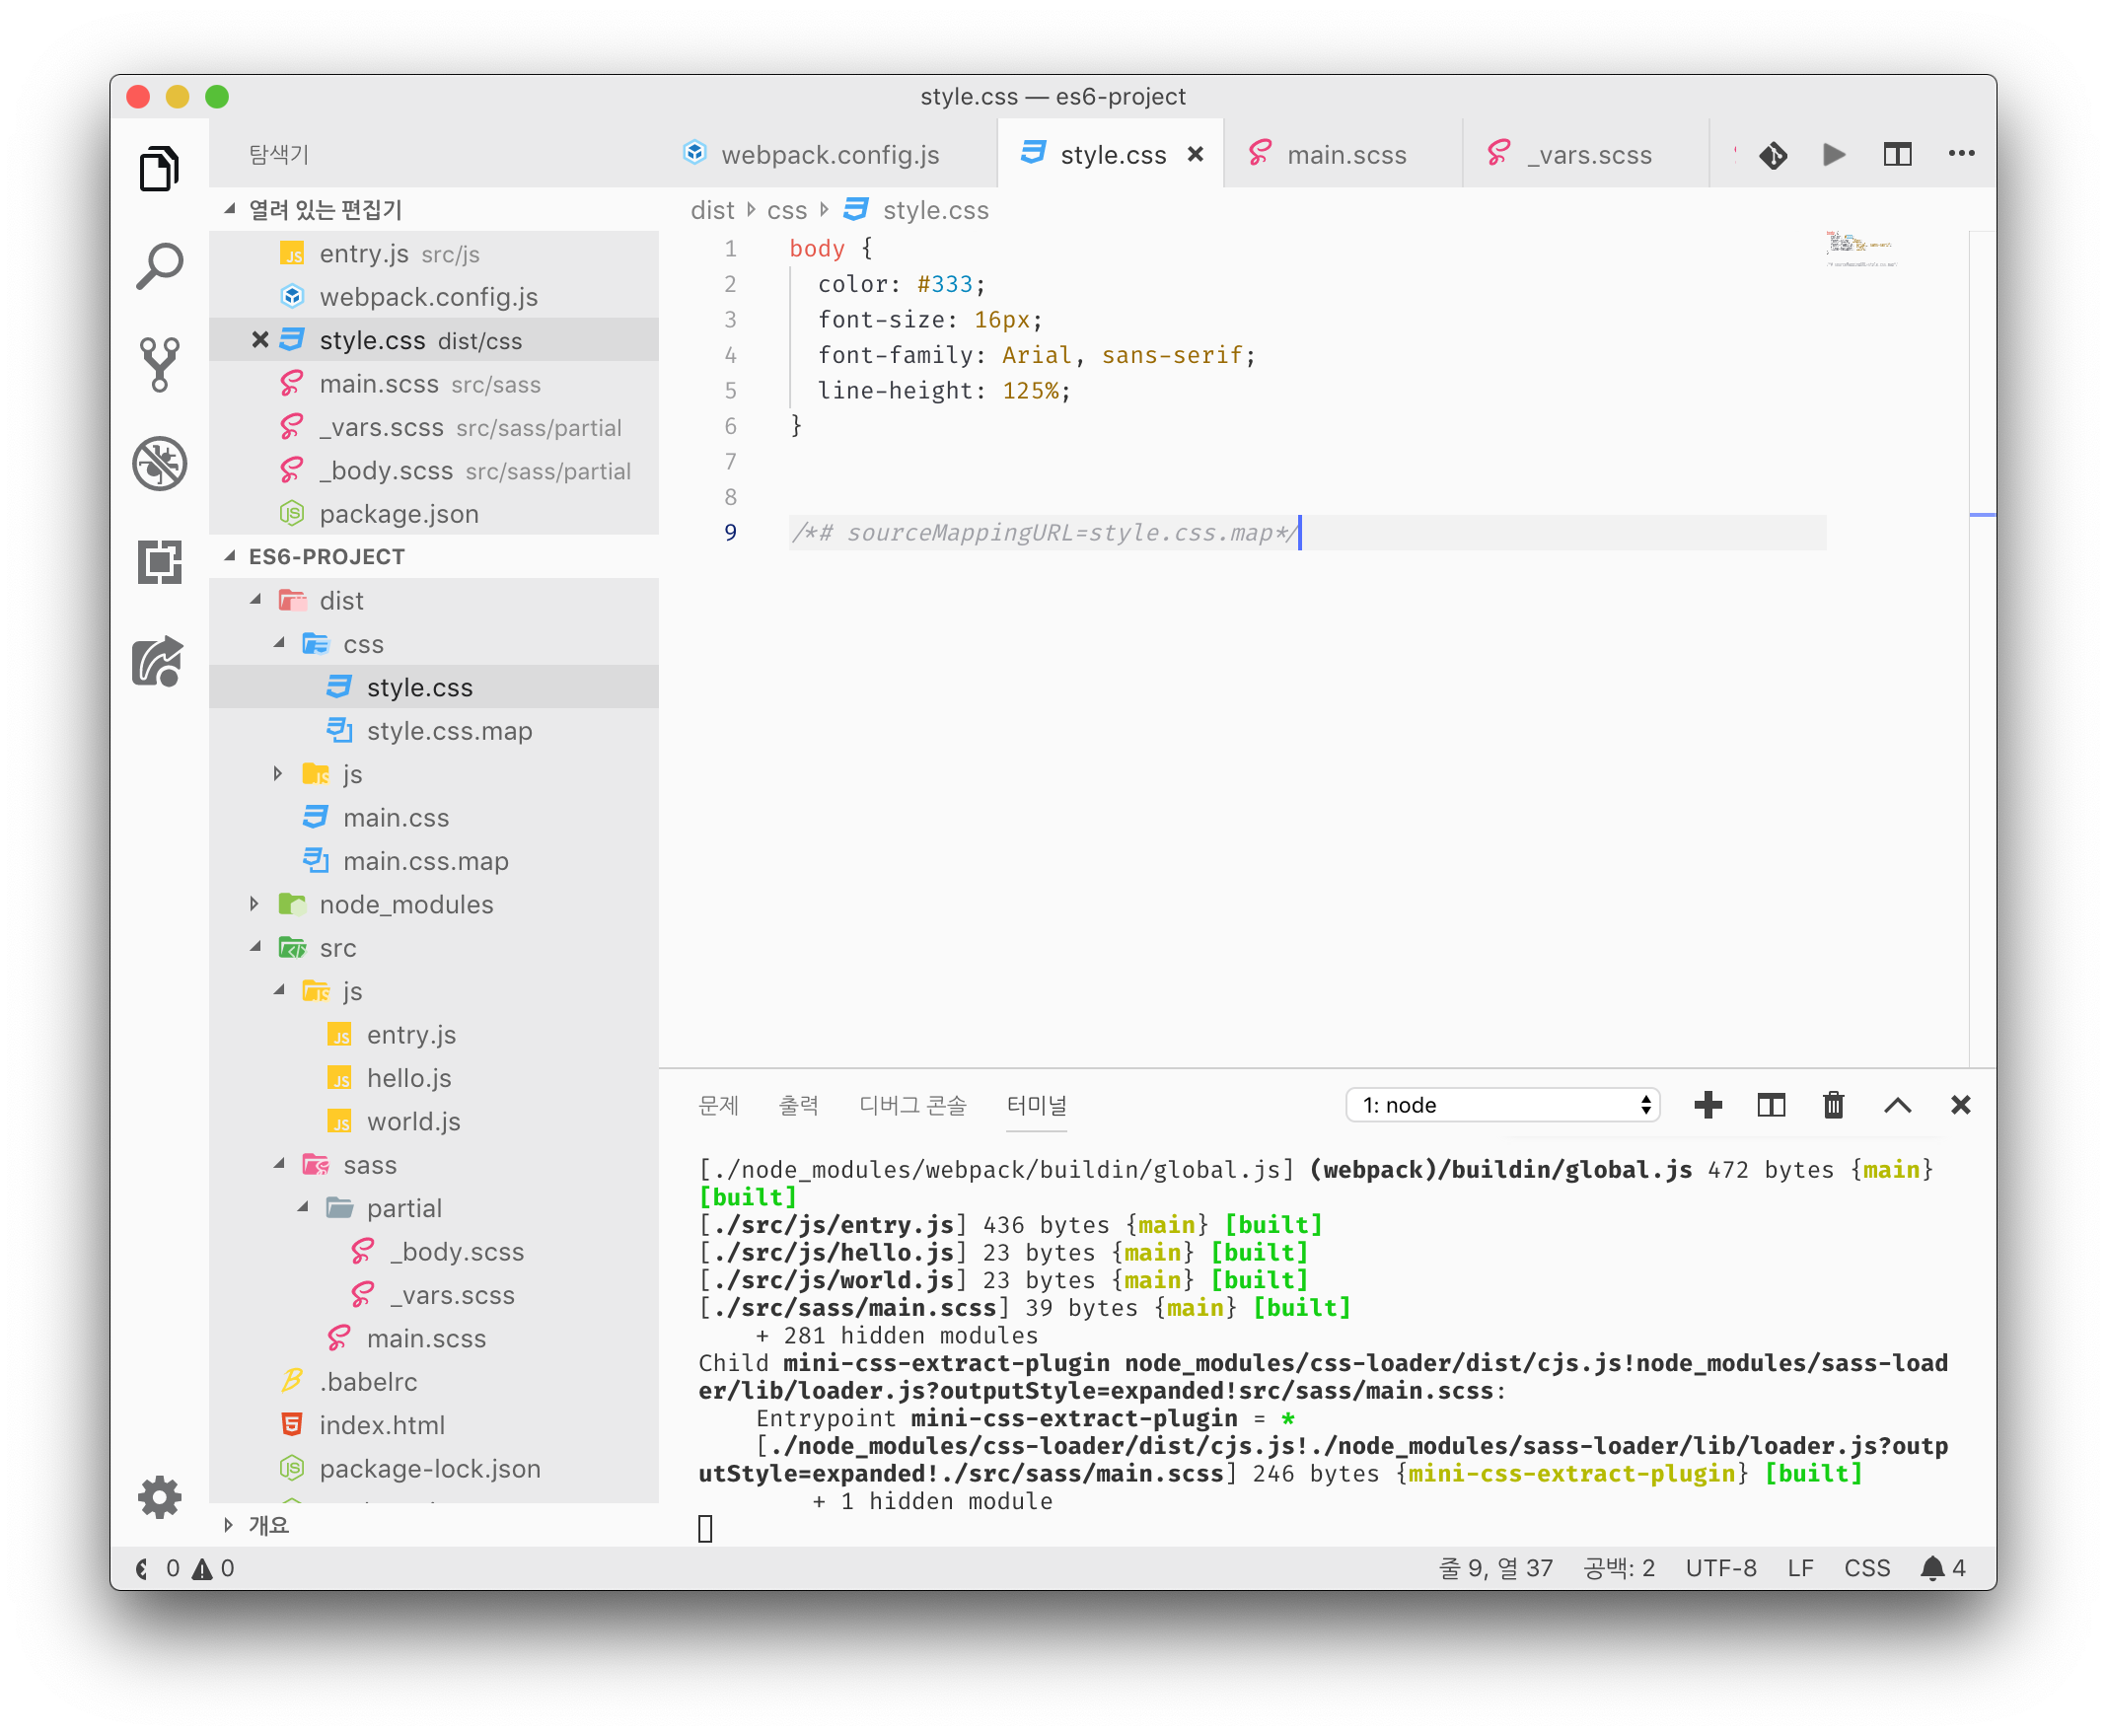 style.css — es6-project
탐색기
열려 있는 편집기
entry.js src/js
webpack.config.js
style.css dist/css
main.scss src/sass
_vars.scss src/sass/partial
_body.scss src/sass/partial
package.json
ES6-PROJECT
dist
css
style.css
style.css.map
js
main.css
main.css.map
node_modules
src
js
entry.js
hello.js
world.js
sass
partial
_body.scss
_vars.scss
main.scss
.babelrc
index.html
package-lock.json
개요
webpack.config.js style.css main.scss _vars.scss
dist css style.css
1 body {
2 color: #333;
3 font-size: 16px;
4 font-family: Arial, sans-serif;
5 line-height: 125%;
6 }
7
8
9 /*# sourceMappingURL=style.css.map*/
문제 출력 디버그 콘솔 터미널 1: node
[./node_modules/webpack/buildin/global.js] (webpack)/buildin/global.js 472 bytes {main}
[built]
[./src/js/entry.js] 436 bytes {main} [built]
[./src/js/hello.js] 23 bytes {main} [built]
[./src/js/world.js] 23 bytes {main} [built]
[./src/sass/main.scss] 39 bytes {main} [built]
+ 281 hidden modules
Child mini-css-extract-plugin node_modules/css-loader/dist/cjs.js!node_modules/sass-load
er/lib/loader.js?outputStyle=expanded!src/sass/main.scss:
Entrypoint mini-css-extract-plugin = *
[./node_modules/css-loader/dist/cjs.js!./node_modules/sass-loader/lib/loader.js?outp
utStyle=expanded!./src/sass/main.scss] 246 bytes {mini-css-extract-plugin} [built]
+ 1 hidden module
0 0 줄 9, 열 37 공백: 2 UTF-8 LF CSS 4